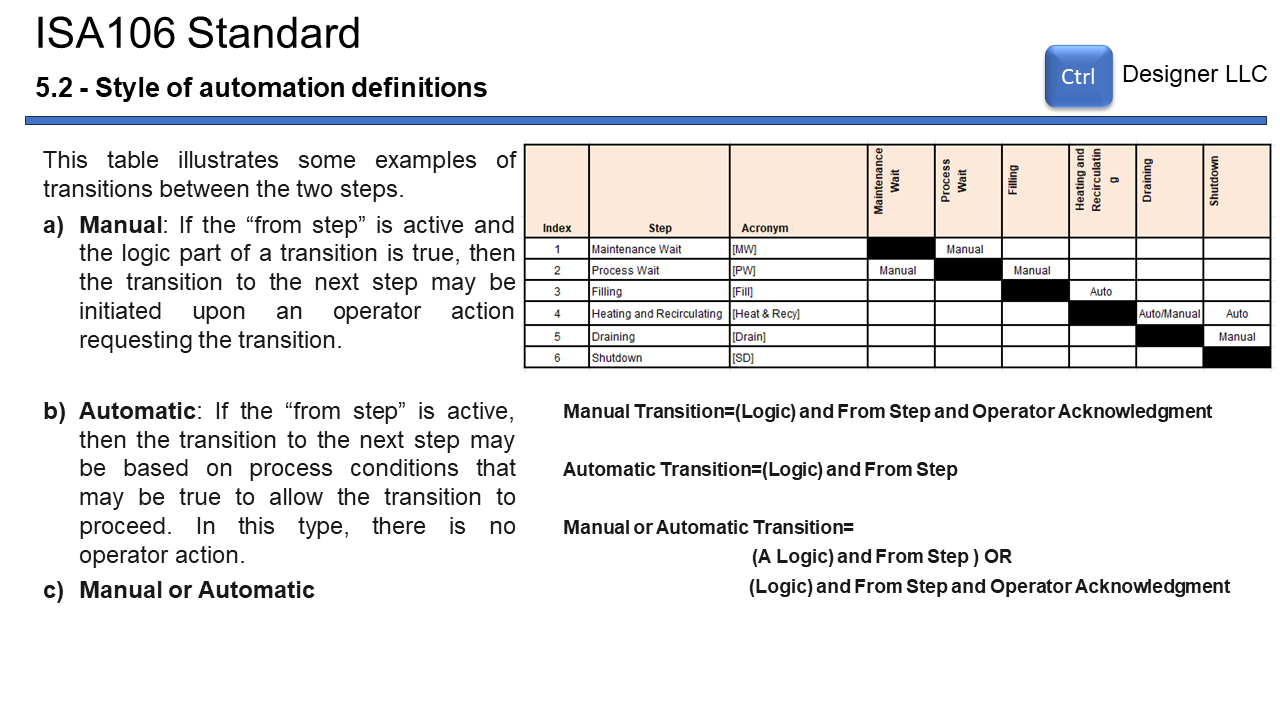 ISA106 Standard
5.2 - Style of automation definitions
Ctrl
Designer LLC
This table illustrates some examples of
transitions between the two steps.
a) Manual: If the “from step” is active and
the logic part of a transition is true, then
the transition to the next step may be
initiated upon an operator action
requesting the transition.
b) Automatic: If the “from step” is active,
then the transition to the next step may
be based on process conditions that
may be true to allow the transition to
proceed. In this type, there is no
operator action.
c) Manual or Automatic
Index Step Acronym Maintenance Wait Process Wait Filling Heating and Recirculatin g Draining Shutdown
1 Maintenance Wait [MW] Manual
2 Process Wait [PW] Manual Manual
3 Filling [Fill] Auto
4 Heating and Recirculating [Heat & Recy] Auto/Manual Auto
5 Draining [Drain] Manual
6 Shutdown [SD]
Manual Transition=(Logic) and From Step and Operator Acknowledgment
Automatic Transition=(Logic) and From Step
Manual or Automatic Transition=
(A Logic) and From Step ) OR
(Logic) and From Step and Operator Acknowledgment